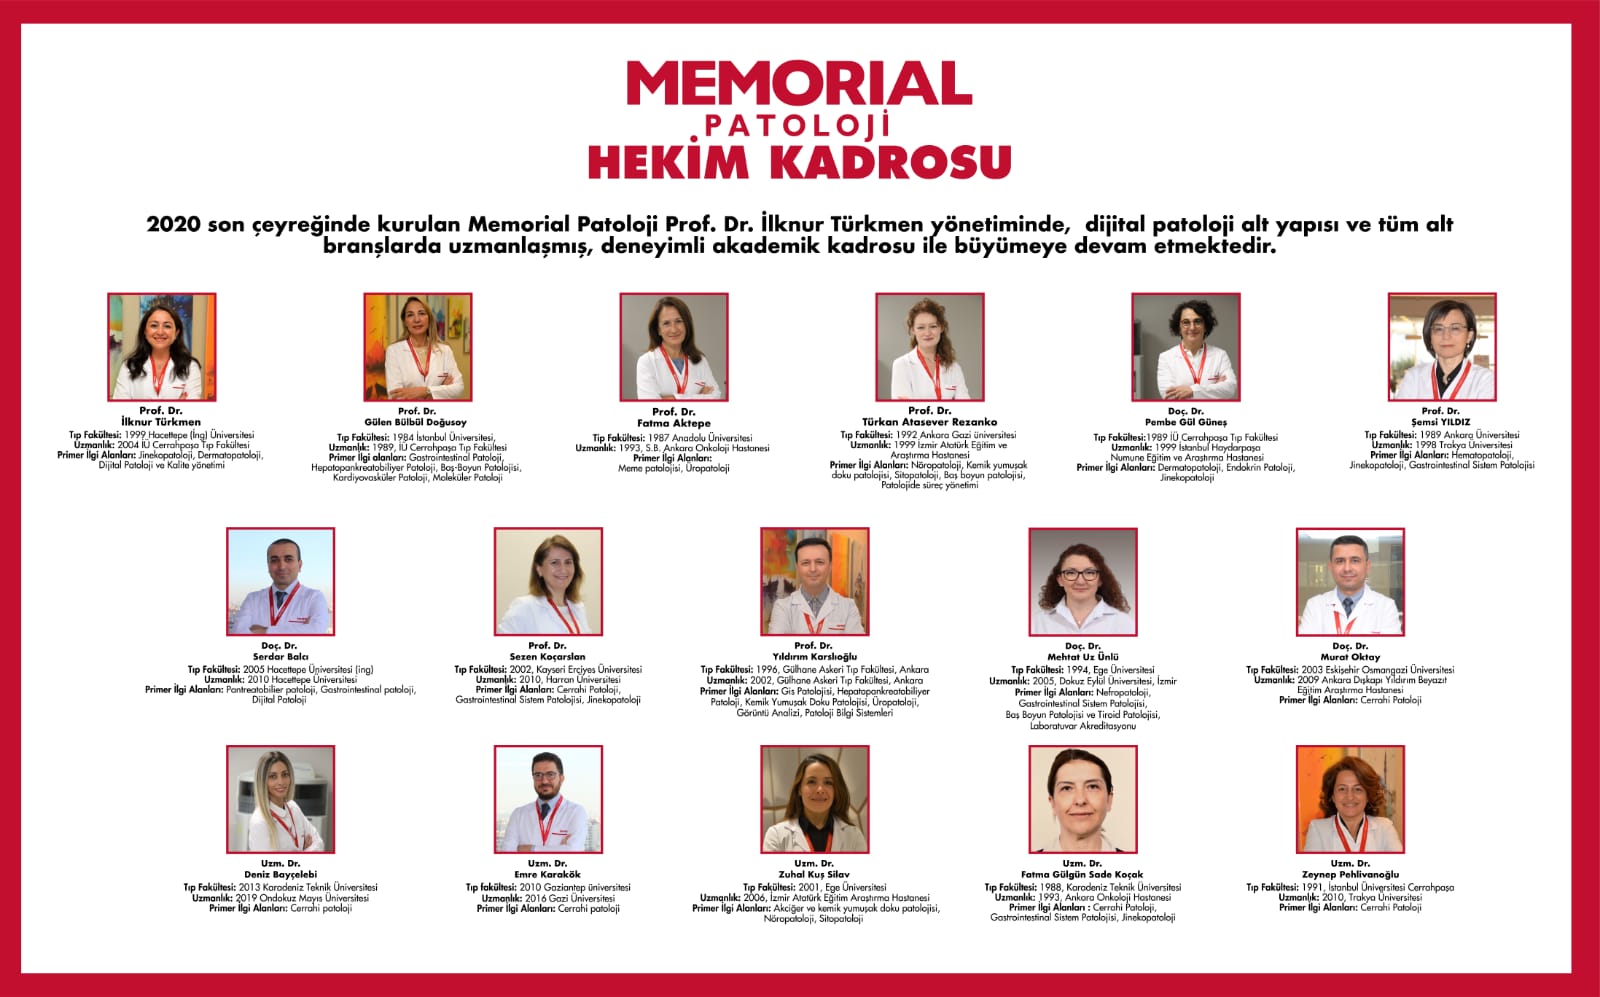 MEMORIAL
PATOLOJİ
HEKİM KADROSU
2020 son çeyreğinde kurulan Memorial Patoloji Prof. Dr. İlknur Türkmen yönetiminde, dijital patoloji alt yapısı ve tüm alt
branşlarda uzmanlaşmış, deneyimli akademik kadrosu ile büyümeye devam etmektedir.
Prof. Dr.
İlknur Türkmen
Tıp Fakültesi: 1999 Hacettepe (İng) Üniversitesi
Uzmanlık: 2004 İÜ Cerrahpaşa Tıp Fakültesi
Primer İlgi Alanları: Jinekopatoloji, Dermatopatoloji,
Dijital Patoloji ve Kalite yönetimi
Prof. Dr.
Gülen Bülbül Doğusoy
Tıp Fakültesi: 1984 İstanbul Üniversitesi,
Uzmanlık: 1989, İÜ Cerrahpaşa Tıp Fakültesi
Primer İlgi alanları: Gastrointestinal Patoloji,
Hepatopankreatobiliyer Patoloji, Baş-Boyun Patolojisi,
Kardiyovasküler Patoloji, Moleküler Patoloji
Prof. Dr.
Fatma Aktepe
Tıp Fakültesi: 1987 Anadolu Üniversitesi
Uzmanlık: 1993, S.B. Ankara Onkoloji Hastanesi
Primer İlgi Alanları:
Meme patolojisi, Üropatoloji
Prof. Dr.
Türkan Atasever Rezanko
Tıp Fakültesi: 1992 Ankara Gazi üniversitesi
Uzmanlık: 1999 İzmir Atatürk Eğitim ve
Araştırma Hastanesi
Primer İlgi Alanları: Nöropatoloji, Kemik yumuşak
doku patolojisi, Sitopatoloji, Baş boyun patolojisi,
Patolojide süreç yönetimi
Doç. Dr.
Pembe Gül Güneş
Tıp Fakültesi:1989 İÜ Cerrahpaşa Tıp Fakültesi
Uzmanlık: 1999 İstanbul Haydarpaşa
Numune Eğitim ve Araştırma Hastanesi
Primer İlgi Alanları: Dermatopatoloji, Endokrin Patoloji,
Jinekopatoloji
Prof. Dr.
Şemsi YILDIZ
Tıp Fakültesi: 1989 Ankara Üniversitesi
Uzmanlık: 1998 Trakya Üniversitesi
Primer İlgi Alanları: Hematopatoloji,
Jinekopatoloji, Gastrointestinal Sistem Patolojisi
Doç. Dr.
Serdar Balcı
Tıp Fakültesi: 2005 Hacettepe Üniversitesi (ing)
Uzmanlık: 2010 Hacettepe Üniversitesi
Primer İlgi Alanları: Pantreatobilier patoloji, Gastrointestinal patoloji,
Dijital Patoloji
Prof. Dr.
Sezen Koçarslan
Tıp Fakültesi: 2002, Kayseri Erciyes Üniversitesi
Uzmanlık: 2010, Harran Üniversitesi
Primer İlgi Alanları: Cerrahi Patoloji,
Gastrointestinal Sistem Patolojisi, Jinekopatoloji
Prof. Dr.
Yıldırım Karslıoğlu
Tıp Fakültesi: 1996, Gülhane Askeri Tıp Fakültesi, Ankara
Uzmanlık: 2002, Gülhane Askeri Tıp Fakültesi, Ankara
Primer İlgi Alanları: Gis Patolojisi, Hepatopankreatobiliyer
Patoloji, Kemik Yumuşak Doku Patolojisi, Üropatoloji,
Görüntü Analizi, Patoloji Bilgi Sistemleri
Doç. Dr.
Mehtat Uz Ünlü
Tıp Fakültesi: 1994, Ege Üniversitesi
Uzmanlık: 2005, Dokuz Eylül Üniversitesi, İzmir
Primer İlgi Alanları: Nefropatoloji,
Gastrointestinal Sistem Patolojisi,
Baş Boyun Patolojisi ve Tiroid Patolojisi,
Laboratuvar Akreditasyonu
Doç. Dr.
Murat Oktay
Tıp Fakültesi: 2003 Eskişehir Osmangazi Üniversitesi
Uzmanlık: 2009 Ankara Dışkapı Yıldırım Beyazıt
Eğitim Araştırma Hastanesi
Primer İlgi Alanları: Cerrahi Patoloji
Uzm. Dr.
Deniz Bayçelebi
Tıp Fakültesi: 2013 Karadeniz Teknik Üniversitesi
Uzmanlık: 2019 Ondokuz Mayıs Üniversitesi
Primer İlgi Alanları: Cerrahi patoloji
Uzm. Dr.
Emre Karakök
Tıp fakültesi: 2010 Gaziantep üniversitesi
Uzmanlık: 2016 Gazi Üniversitesi
Primer İlgi Alanları: Cerrahi patoloji
Uzm. Dr.
Zuhal Kuş Silav
Tıp Fakültesi: 2001, Ege Üniversitesi
Uzmanlık: 2006, İzmir Atatürk Eğitim Araştırma Hastanesi
Primer İlgi Alanları: Akciğer ve kemik yumuşak doku patolojisi,
Nöropatoloji, Sitopatoloji
Uzm. Dr.
Fatma Gülgün Sade Koçak
Tıp Fakültesi: 1988, Karadeniz Teknik Üniversitesi
Uzmanlık: 1993, Ankara Onkoloji Hastanesi
Primer İlgi Alanları : Cerrahi Patoloji,
Gastrointestinal Sistem Patolojisi, Jinekopatoloji
Uzm. Dr.
Zeynep Pehlivanoğlu
Tıp Fakültesi: 1991, İstanbul Üniversitesi Cerrahpaşa
Uzmanlık: 2010, Trakya Üniversitesi
Primer İlgi Alanları: Cerrahi Patoloji